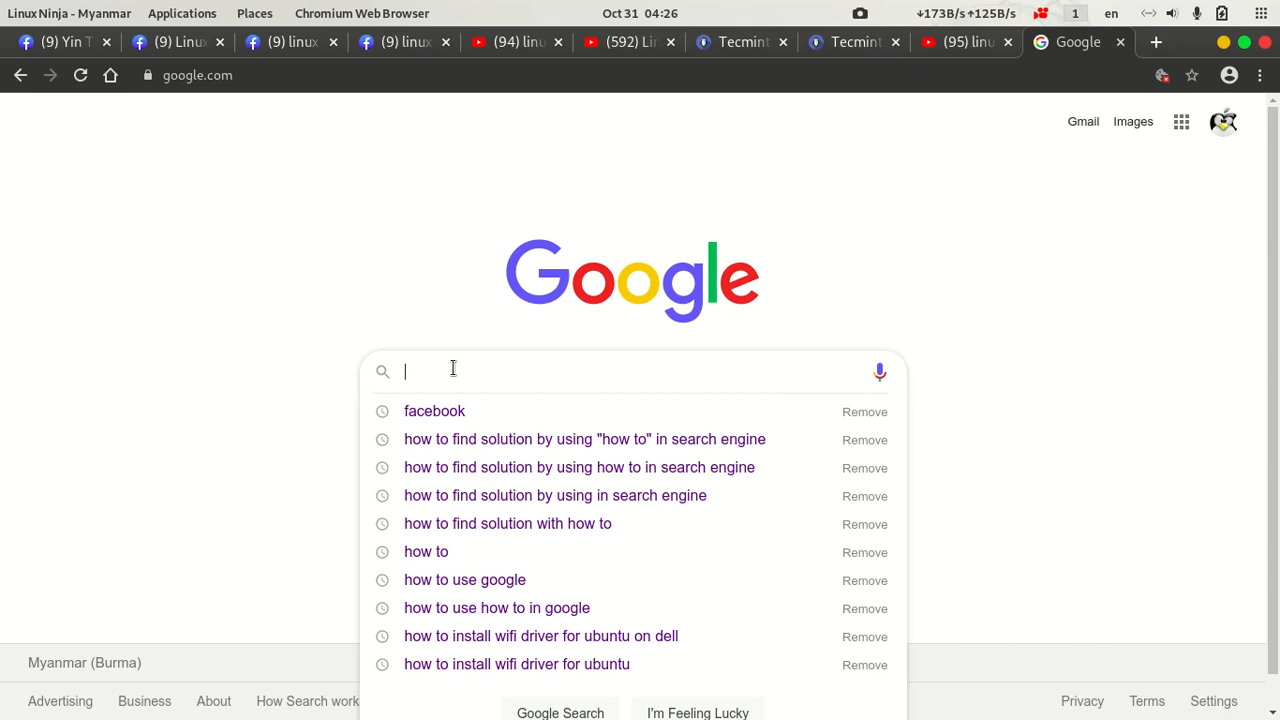 Linux Ninja - Myanmar Applications Places Chromium Web Browser Oct 31 04:26 ↓173B/s ↑125B/s 1 en
(9) Yin T (9) Linux (9) linux (9) linux (94) linu (592) Lin Tecmint Tecmint (95) linu Google
google.com
Gmail Images
Google
facebook Remove
how to find solution by using "how to" in search engine Remove
how to find solution by using how to in search engine Remove
how to find solution by using in search engine Remove
how to find solution with how to Remove
how to Remove
how to use google Remove
how to use how to in google Remove
how to install wifi driver for ubuntu on dell Remove
how to install wifi driver for ubuntu Remove
Myanmar (Burma)
Advertising Business About How Search work Privacy Terms Settings
Google Search I'm Feeling Lucky